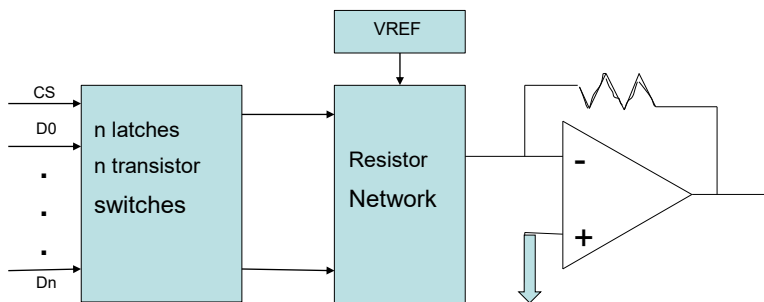 VREF
CS
D0
Dn
n latches
n transistor
switches
Resistor
Network
-
+